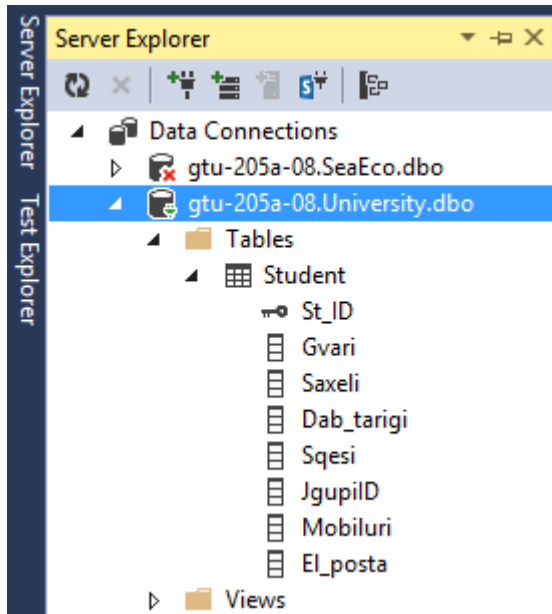 Server Explorer
Test Explorer
Server Explorer
Data Connections
gtu-205a-08.SeaEco.dbo
gtu-205a-08.University.dbo
Tables
Student
St_ID
Gvari
Saxeli
Dab_tarigi
Sqesi
JgupiID
Mobiluri
El_posta
Views